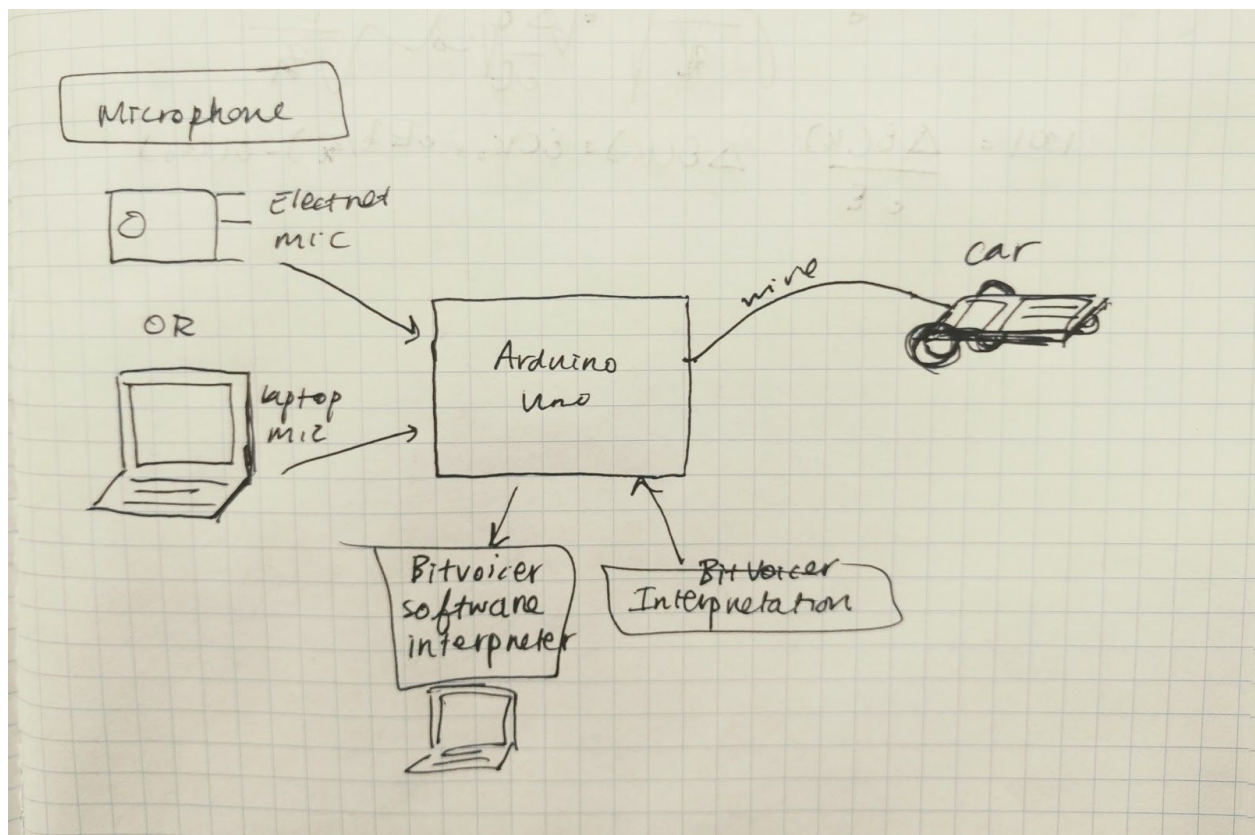 Microphone
Electret
mic
OR
laptop
mic
Arduino
Uno
wire
car
Bitvoicer
software
interpreter
BitVoicer
Interpretation